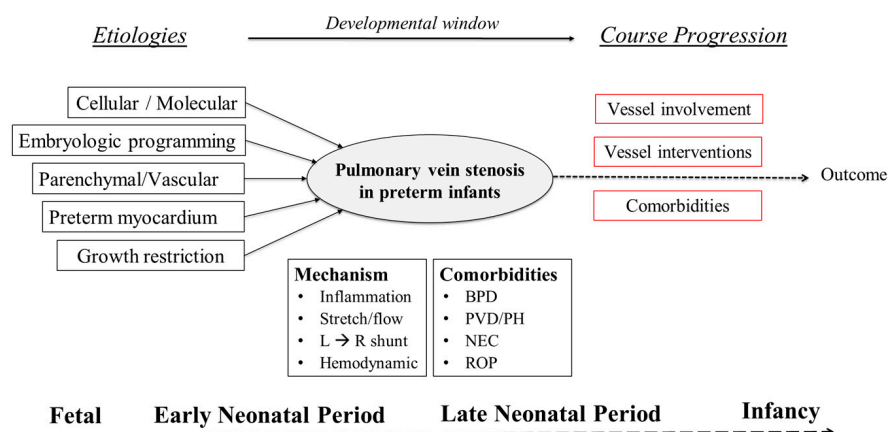 Etiologies
Developmental window
Course Progression
Cellular / Molecular
Embryologic programming
Parenchymal/Vascular
Preterm myocardium
Growth restriction
Pulmonary vein stenosis
in preterm infants
Vessel involvement
Vessel interventions
Comorbidities
Outcome
Mechanism
• Inflammation
• Stretch/flow
• L → R shunt
• Hemodynamic
Comorbidities
• BPD
• PVD/PH
• NEC
• ROP
Fetal Early Neonatal Period Late Neonatal Period Infancy